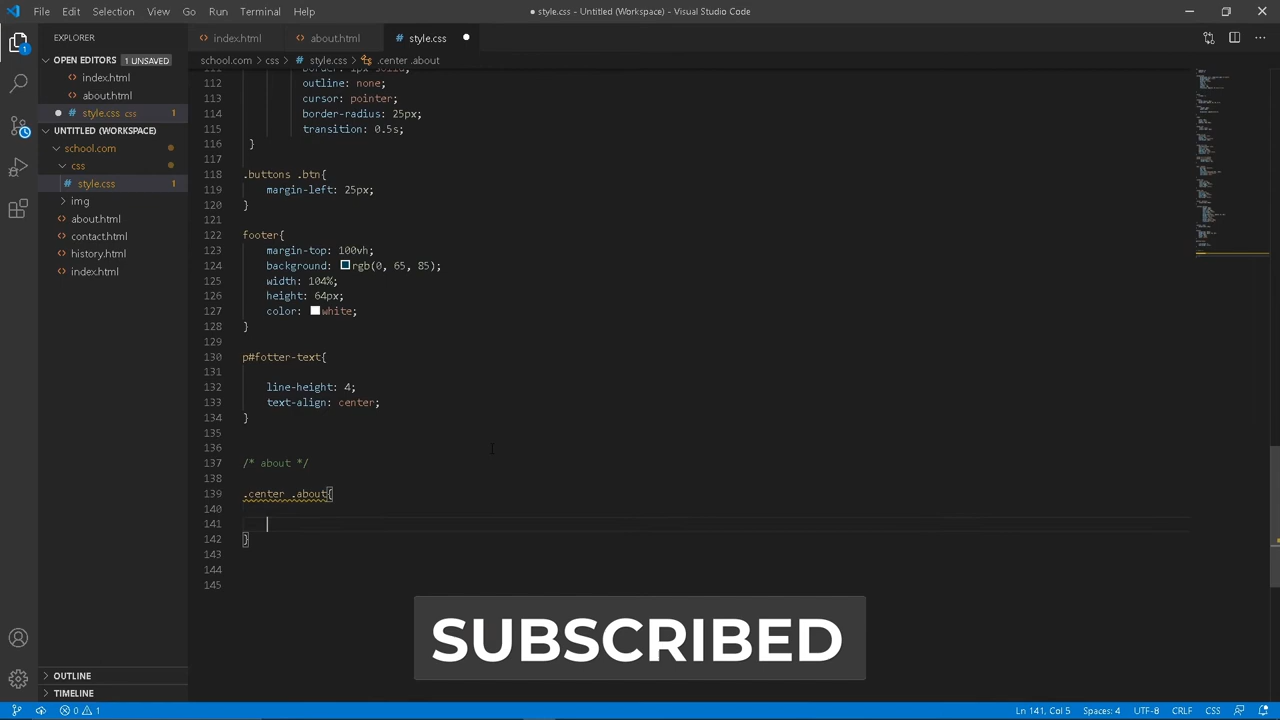 File Edit Selection View Go Run Terminal Help
● style.css - Untitled (Workspace) - Visual Studio Code
EXPLORER
index.html
about.html
style.css
OPEN EDITORS 1 UNSAVED
index.html
about.html
style.css css 1
UNTITLED (WORKSPACE)
school.com
css
style.css 1
img
about.html
contact.html
history.html
index.html
OUTLINE
TIMELINE
school.com > css > style.css > .center .about
111 border: 1px solid;
112 outline: none;
113 cursor: pointer;
114 border-radius: 25px;
115 transition: 0.5s;
116 }
117
118 .buttons .btn{
119 margin-left: 25px;
120 }
121
122 footer{
123 margin-top: 100vh;
124 background: rgb(0, 65, 85);
125 width: 104%;
126 height: 64px;
127 color: white;
128 }
129
130 p#fotter-text{
131
132 line-height: 4;
133 text-align: center;
134 }
135
136
137 /* about */
138
139 .center .about{
140
141
142 }
143
144
145
SUBSCRIBED
0 1
Ln 141, Col 5 Spaces: 4 UTF-8 CRLF CSS